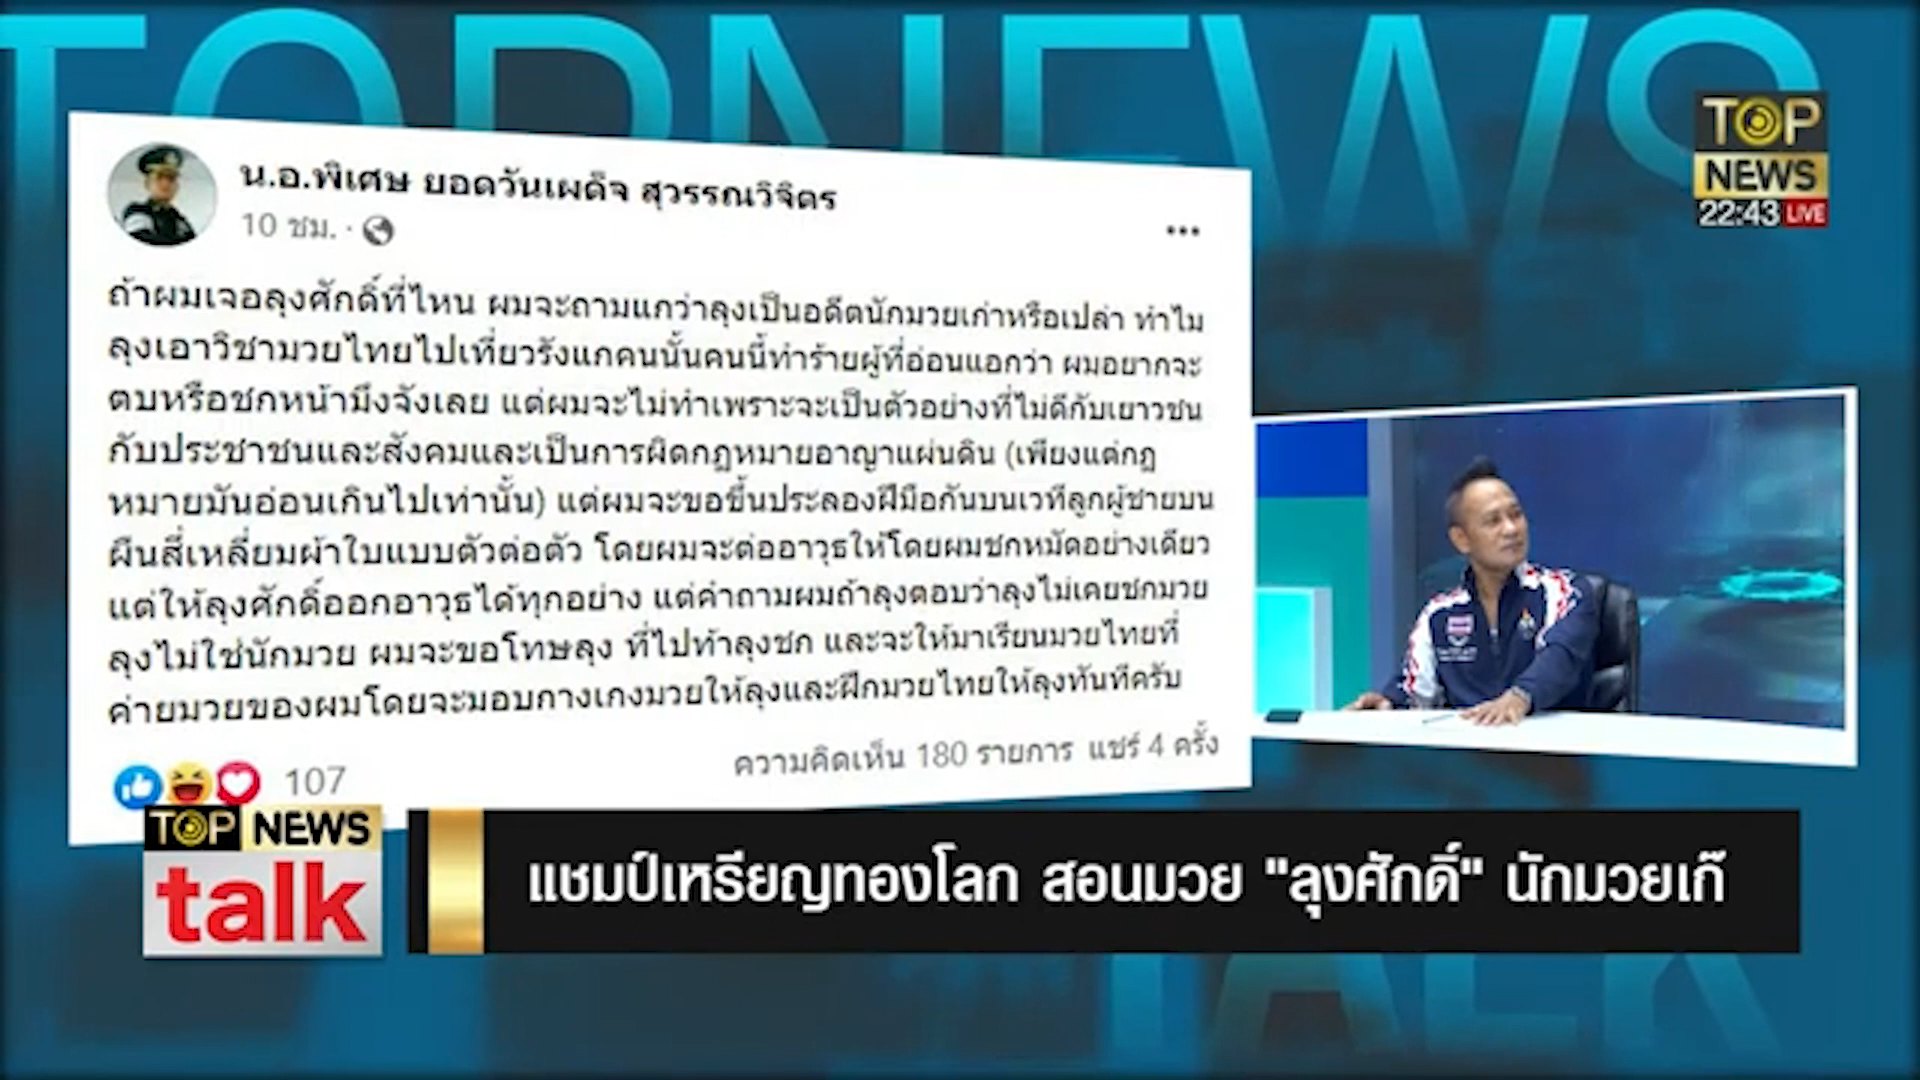 TOPNEWS
TOP
NEWS
22:43 LIVE
น.อ.พิเศษ ยอดวันเผด็จ สุวรรณวิจิตร
10 ชม. ·
ถ้าผมเจอลุงศักดิ์ที่ไหน ผมจะถามแกว่าลุงเป็นอดีตนักมวยเก่าหรือเปล่า ทำไม
ลุงเอาวิชามวยไทยไปเที่ยวรังแกคนนั้นคนนี้ทำร้ายผู้ที่อ่อนแอกว่า ผมอยากจะ
ตบหรือชกหน้ามึงจังเลย แต่ผมจะไม่ทำเพราะจะเป็นตัวอย่างที่ไม่ดีกับเยาวชน
กับประชาชนและสังคมและเป็นการผิดกฎหมายอาญาแผ่นดิน (เพียงแต่กฎ
หมายมันอ่อนเกินไปเท่านั้น) แต่ผมจะขอขึ้นประลองฝีมือกันบนเวทีลูกผู้ชายบน
ผืนสี่เหลี่ยมผ้าใบแบบตัวต่อตัว โดยผมจะต่ออาวุธให้โดยผมชกหมัดอย่างเดียว
แต่ให้ลุงศักดิ์ออกอาวุธได้ทุกอย่าง แต่คำถามผมถ้าลุงตอบว่าลุงไม่เคยชกมวย
ลุงไม่ใช่นักมวย ผมจะขอโทษลุง ที่ไปท้าลุงชก และจะให้มาเรียนมวยไทยที่
ค่ายมวยของผมโดยจะมอบกางเกงมวยให้ลุงและฝึกมวยไทยให้ลุงทันทีครับ
107
ความคิดเห็น 180 รายการ แชร์ 4 ครั้ง
TOP NEWS
talk
แชมป์เหรียญทองโลก สอนมวย "ลุงศักดิ์" นักมวยเก๊
TALK